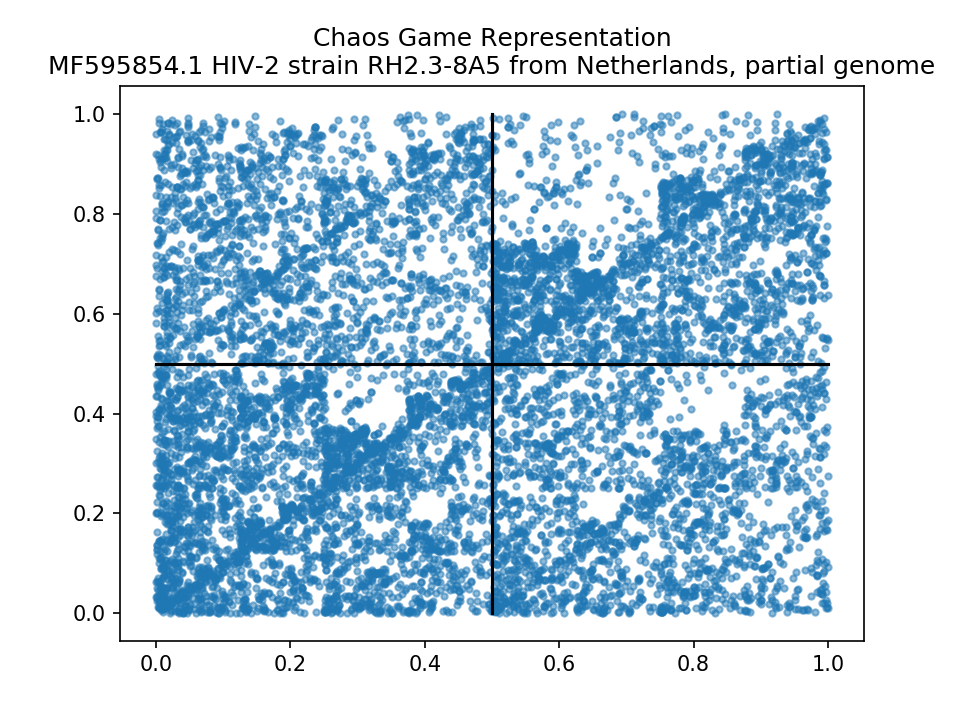 Chaos Game Representation
MF595854.1 HIV-2 strain RH2.3-8A5 from Netherlands, partial genome
1.0
0.8
0.6
0.4
0.2
0.0
0.0 0.2 0.4 0.6 0.8 1.0